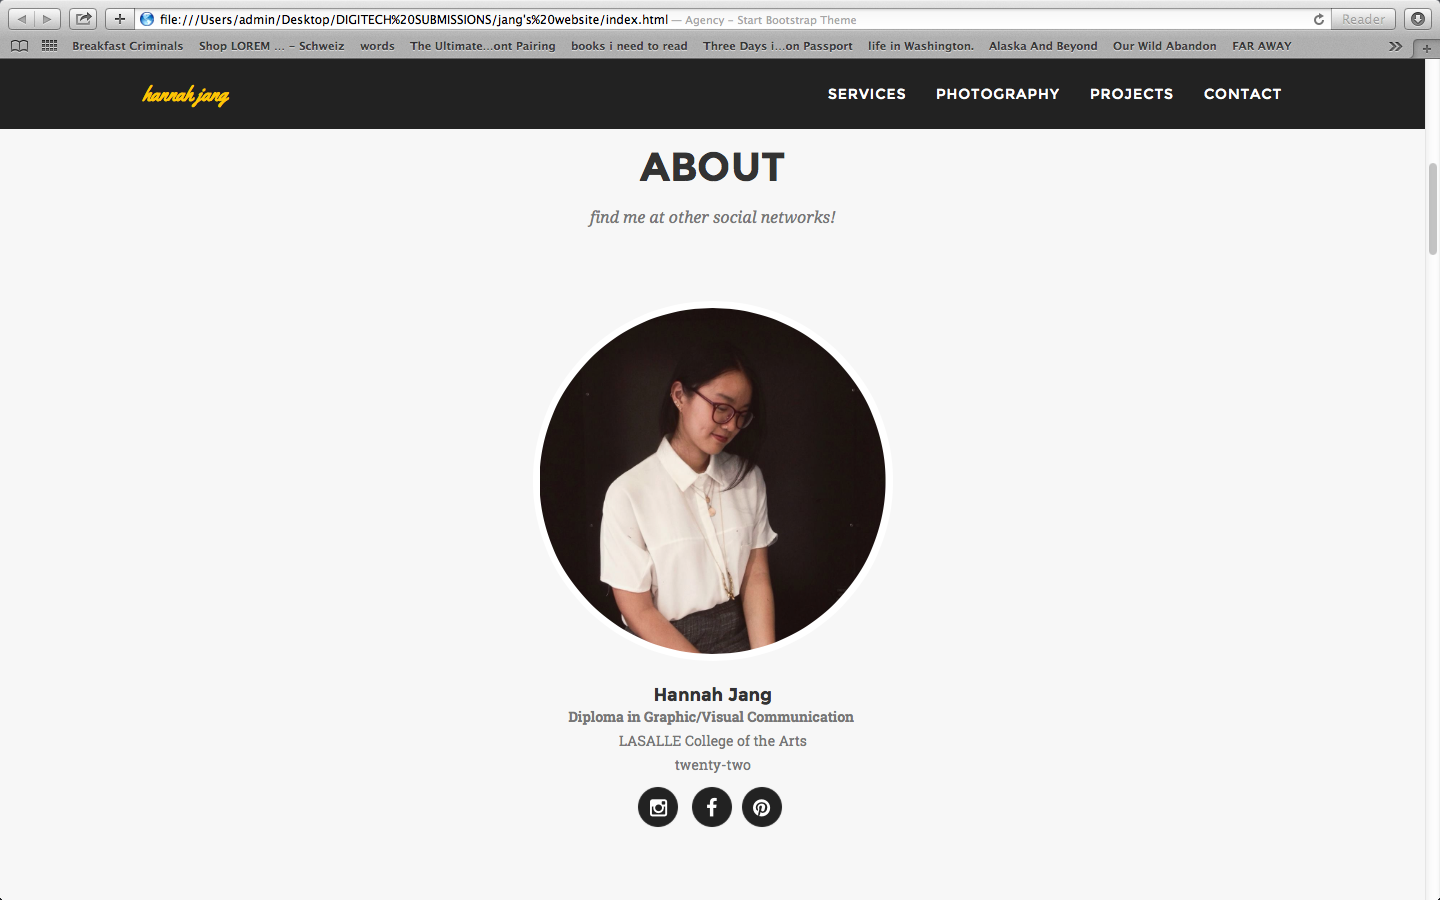 file:///Users/admin/Desktop/DIGITECH%20SUBMISSIONS/jang's%20website/index.html — Agency – Start Bootstrap Theme
Reader
Breakfast Criminals Shop LOREM ... – Schweiz words The Ultimate...ont Pairing books i need to read Three Days i...on Passport life in Washington. Alaska And Beyond Our Wild Abandon FAR AWAY
hannah jang SERVICES PHOTOGRAPHY PROJECTS CONTACT
ABOUT
find me at other social networks!
Hannah Jang
Diploma in Graphic/Visual Communication
LASALLE College of the Arts
twenty-two